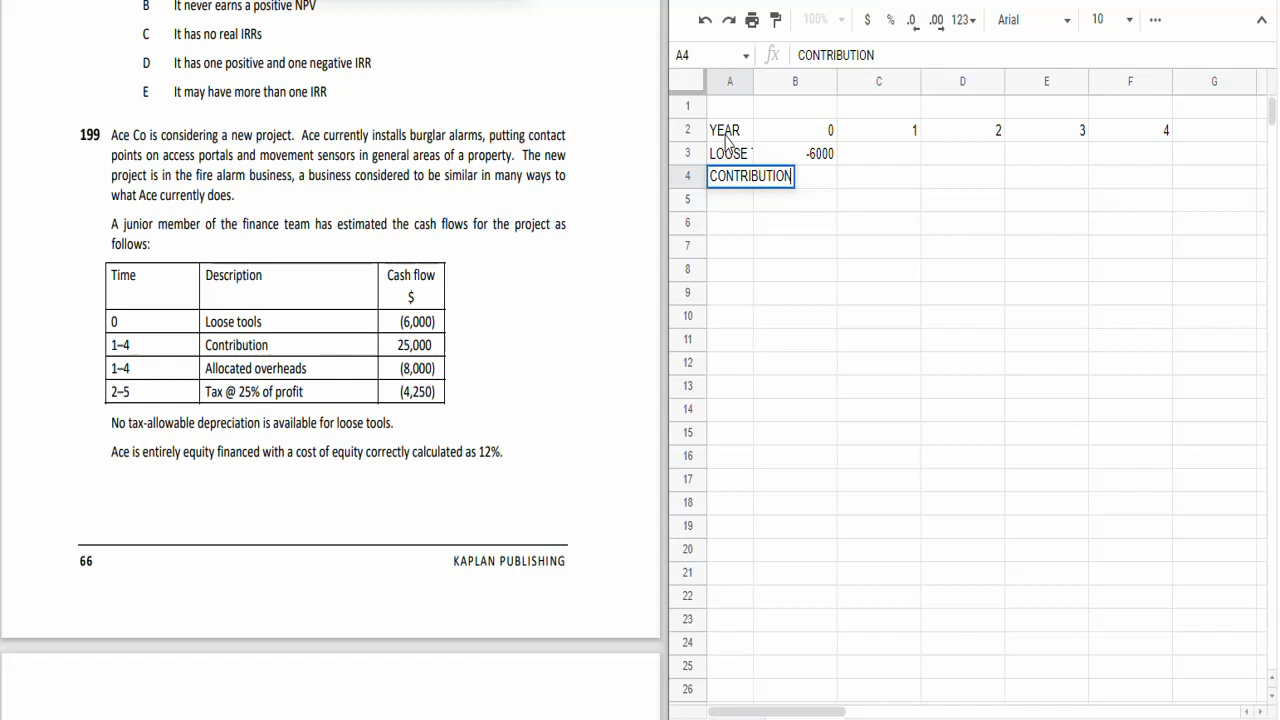 B It never earns a positive NPV
C It has no real IRRs
D It has one positive and one negative IRR
E It may have more than one IRR
199 Ace Co is considering a new project. Ace currently installs burglar alarms, putting contact
points on access portals and movement sensors in general areas of a property. The new
project is in the fire alarm business, a business considered to be similar in many ways to
what Ace currently does.
A junior member of the finance team has estimated the cash flows for the project as
follows:
Time Description Cash flow
$
0 Loose tools (6,000)
1–4 Contribution 25,000
1–4 Allocated overheads (8,000)
2–5 Tax @ 25% of profit (4,250)
No tax-allowable depreciation is available for loose tools.
Ace is entirely equity financed with a cost of equity correctly calculated as 12%.
66 KAPLAN PUBLISHING
100% $ % .0 .00 123 Arial 10
A4 fx CONTRIBUTION
A B C D E F G
1
2 YEAR 0 1 2 3 4
3 LOOSE -6000
4 CONTRIBUTION
5
6
7
8
9
10
11
12
13
14
15
16
17
18
19
20
21
22
23
24
25
26